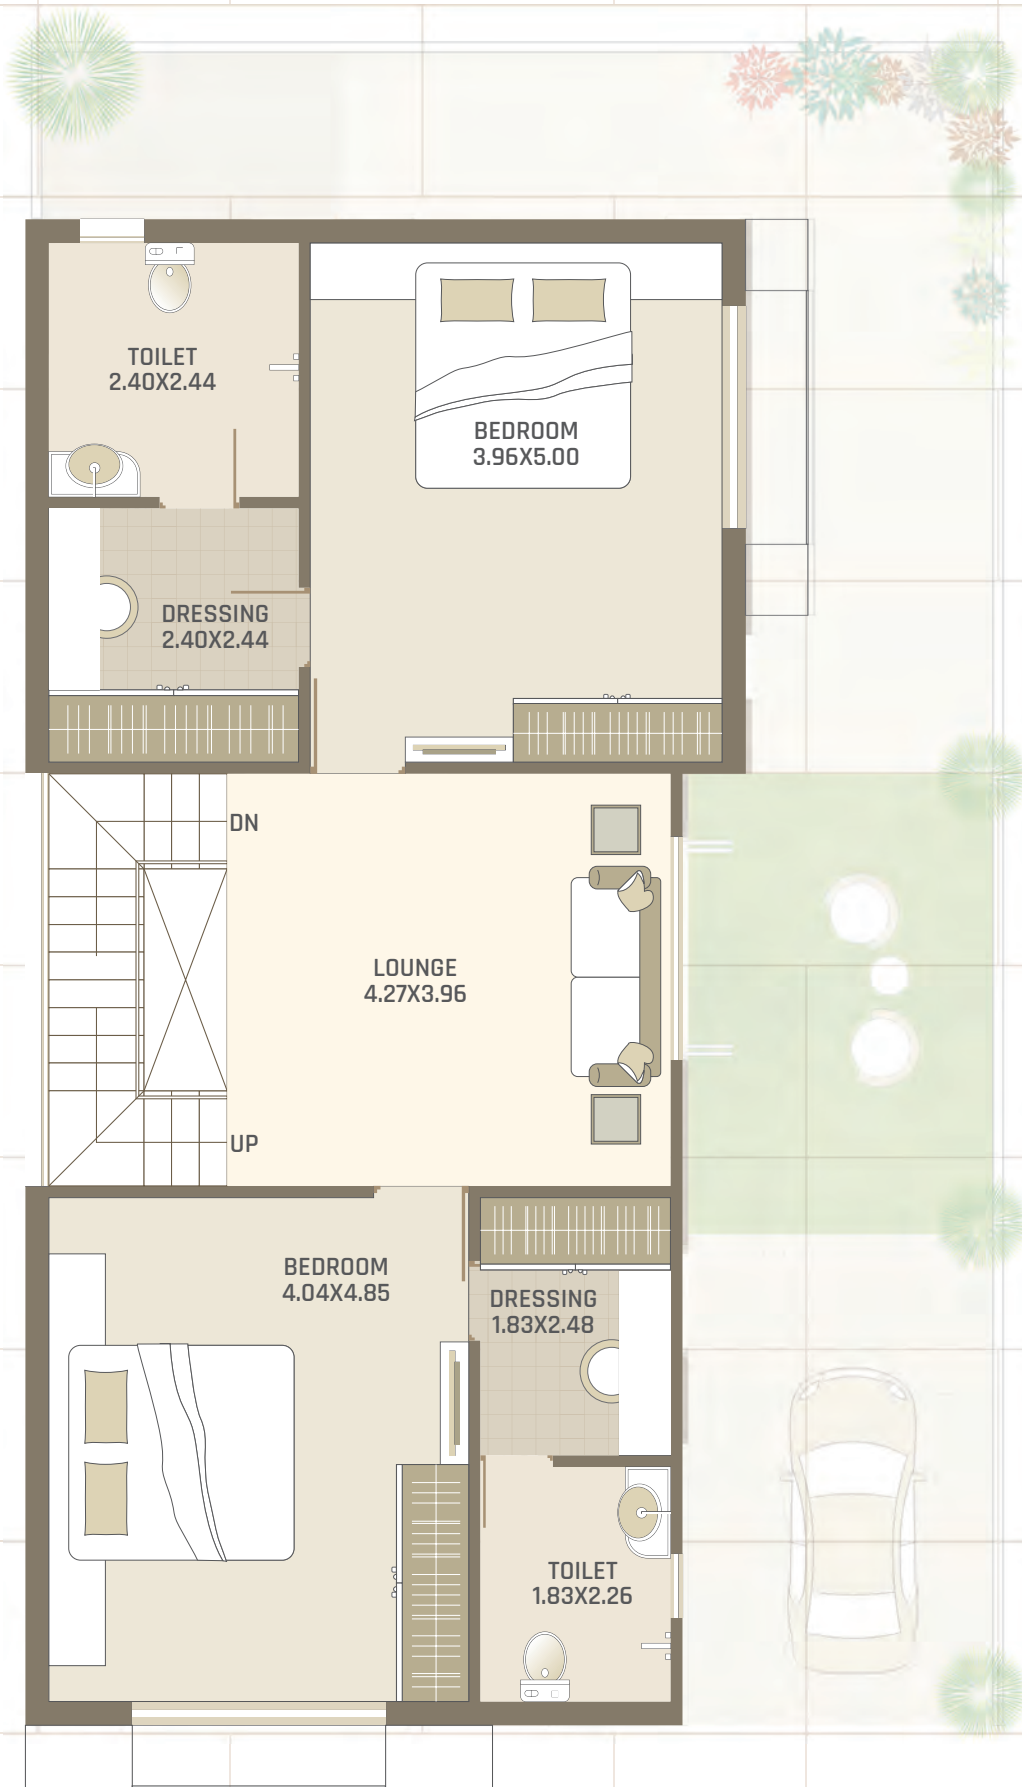 TOILET
2.40X2.44
BEDROOM
3.96X5.00
DRESSING
2.40X2.44
DN
LOUNGE
4.27X3.96
UP
BEDROOM
4.04X4.85
DRESSING
1.83X2.48
TOILET
1.83X2.26